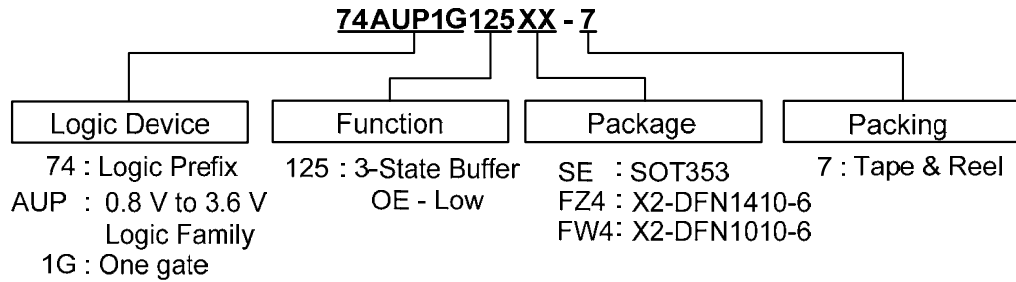 74AUP1G125XX - 7
Logic Device
74 : Logic Prefix
AUP : 0.8 V to 3.6 V
Logic Family
1G : One gate
Function
125 : 3-State Buffer
OE - Low
Package
SE : SOT353
FZ4 : X2-DFN1410-6
FW4: X2-DFN1010-6
Packing
7 : Tape & Reel